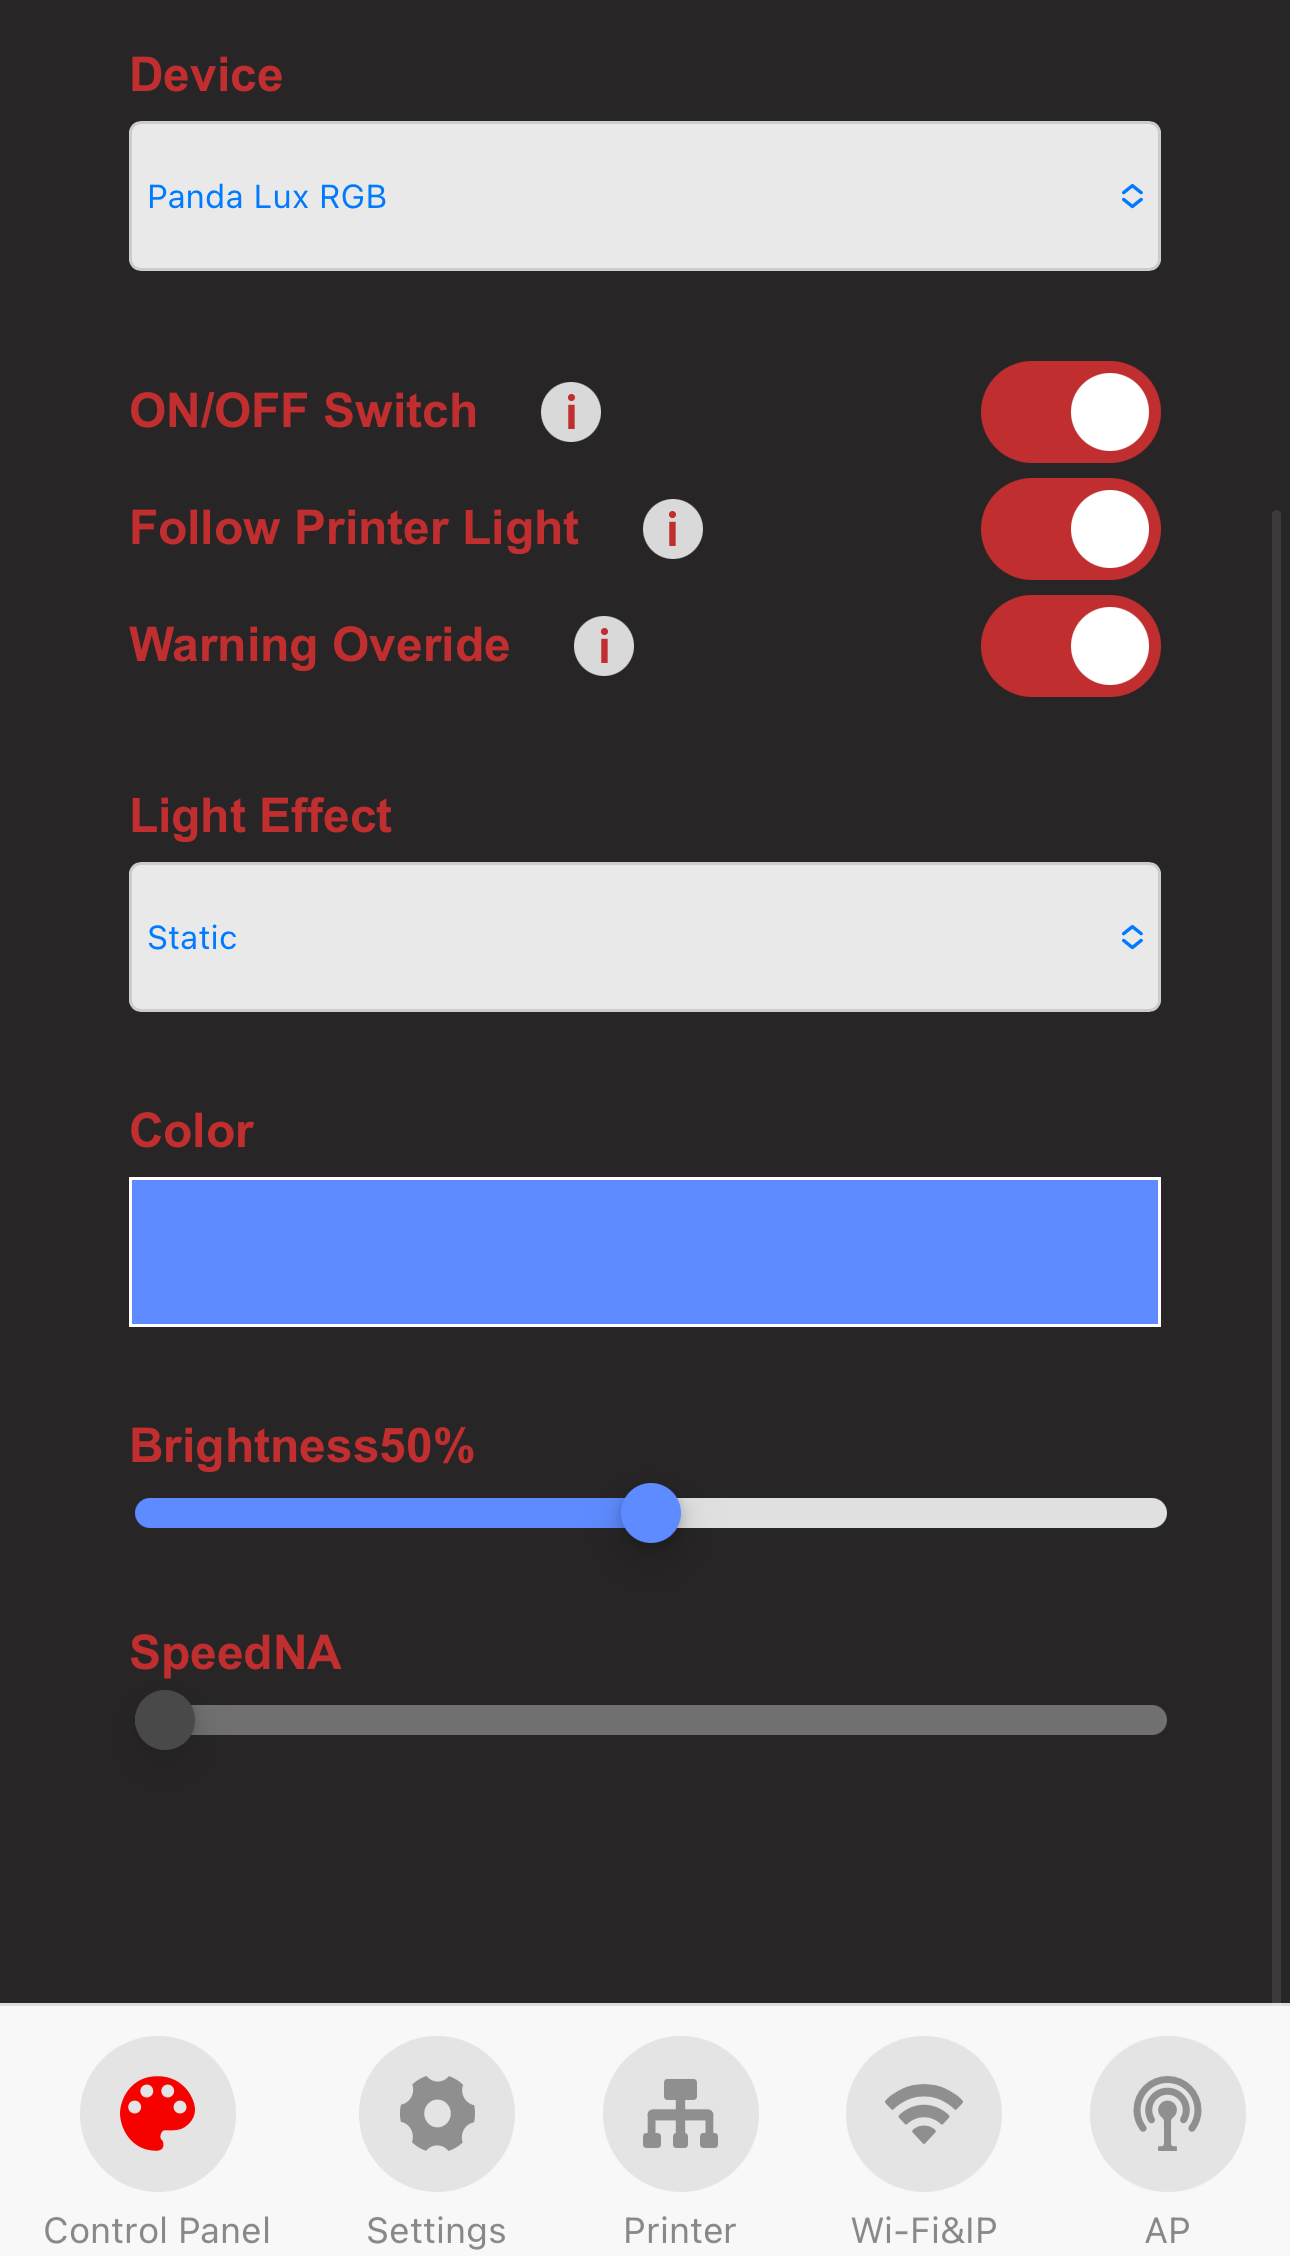 Device
Panda Lux RGB
ON/OFF Switch i
Follow Printer Light i
Warning Overide i
Light Effect
Static
Color
Brightness50%
SpeedNA
Control Panel Settings Printer Wi-Fi&IP AP